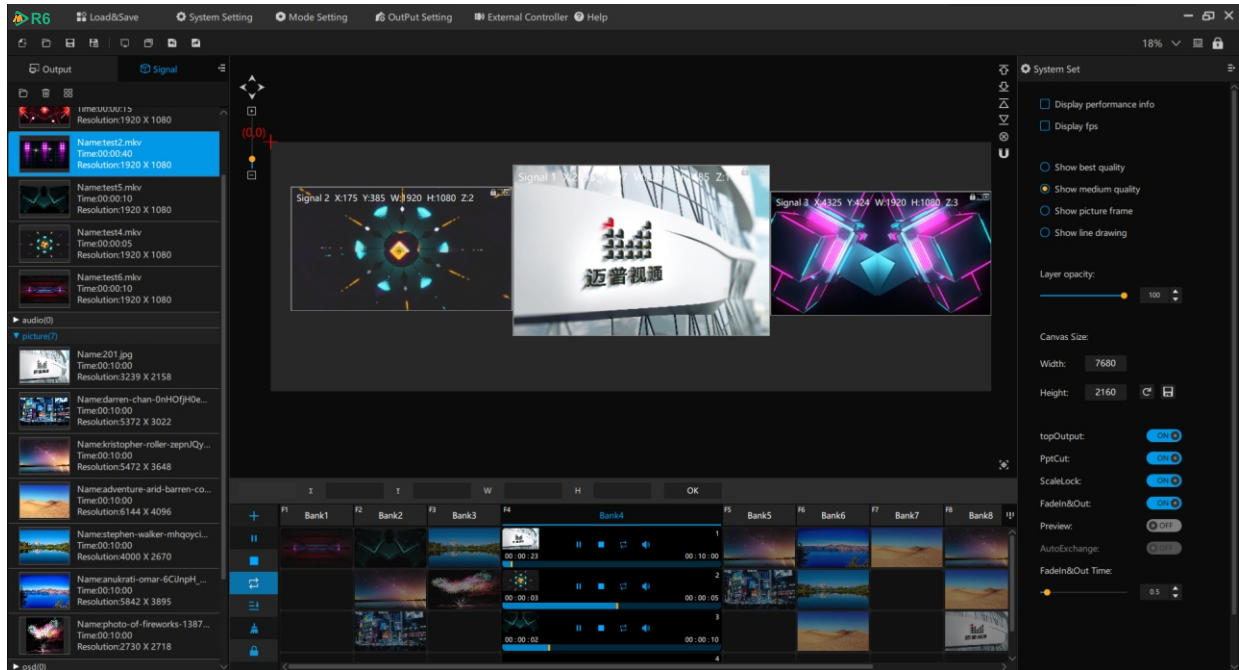 R6
Load&Save
System Setting
Mode Setting
OutPut Setting
External Controller
Help
18%
Output
Signal
Time:00:00:15
Resolution:1920 X 1080
Name:test2.mkv
Time:00:00:40
Resolution:1920 X 1080
Name:test5.mkv
Time:00:00:10
Resolution:1920 X 1080
Name:test4.mkv
Time:00:00:05
Resolution:1920 X 1080
Name:test6.mkv
Time:00:00:10
Resolution:1920 X 1080
audio(0)
picture(7)
Name:201.jpg
Time:00:10:00
Resolution:3239 X 2158
Name:darren-chan-0nHOfjH0e...
Time:00:10:00
Resolution:5372 X 3022
Name:kristopher-roller-zepnJQy...
Time:00:10:00
Resolution:5472 X 3648
Name:adventure-arid-barren-co...
Time:00:10:00
Resolution:6144 X 4096
Name:stephen-walker-mhqoyci...
Time:00:10:00
Resolution:4000 X 2670
Name:anukrati-omar-6CiJnpH_...
Time:00:10:00
Resolution:5842 X 3895
Name:photo-of-fireworks-1387...
Time:00:10:00
Resolution:2730 X 2718
osd(0)
(0,0)
Signal 2 X:175 Y:385 W:1920 H:1080 Z:2
Signal 1
迈普视通
Signal 3 X:4325 Y:424 W:1920 H:1080 Z:3
X
Y
W
H
OK
F1 Bank1
F2 Bank2
F3 Bank3
F4 Bank4
F5 Bank5
F6 Bank6
F7 Bank7
F8 Bank8
1
00:00:23
00:10:00
2
00:00:03
00:00:05
3
00:00:02
00:00:10
4
System Set
Display performance info
Display fps
Show best quality
Show medium quality
Show picture frame
Show line drawing
Layer opacity:
100
Canvas Size:
Width: 7680
Height: 2160
topOutput: ON
PptCut: ON
ScaleLock: ON
FadeIn&Out: ON
Preview: OFF
AutoExchange: OFF
FadeIn&Out Time:
0.5